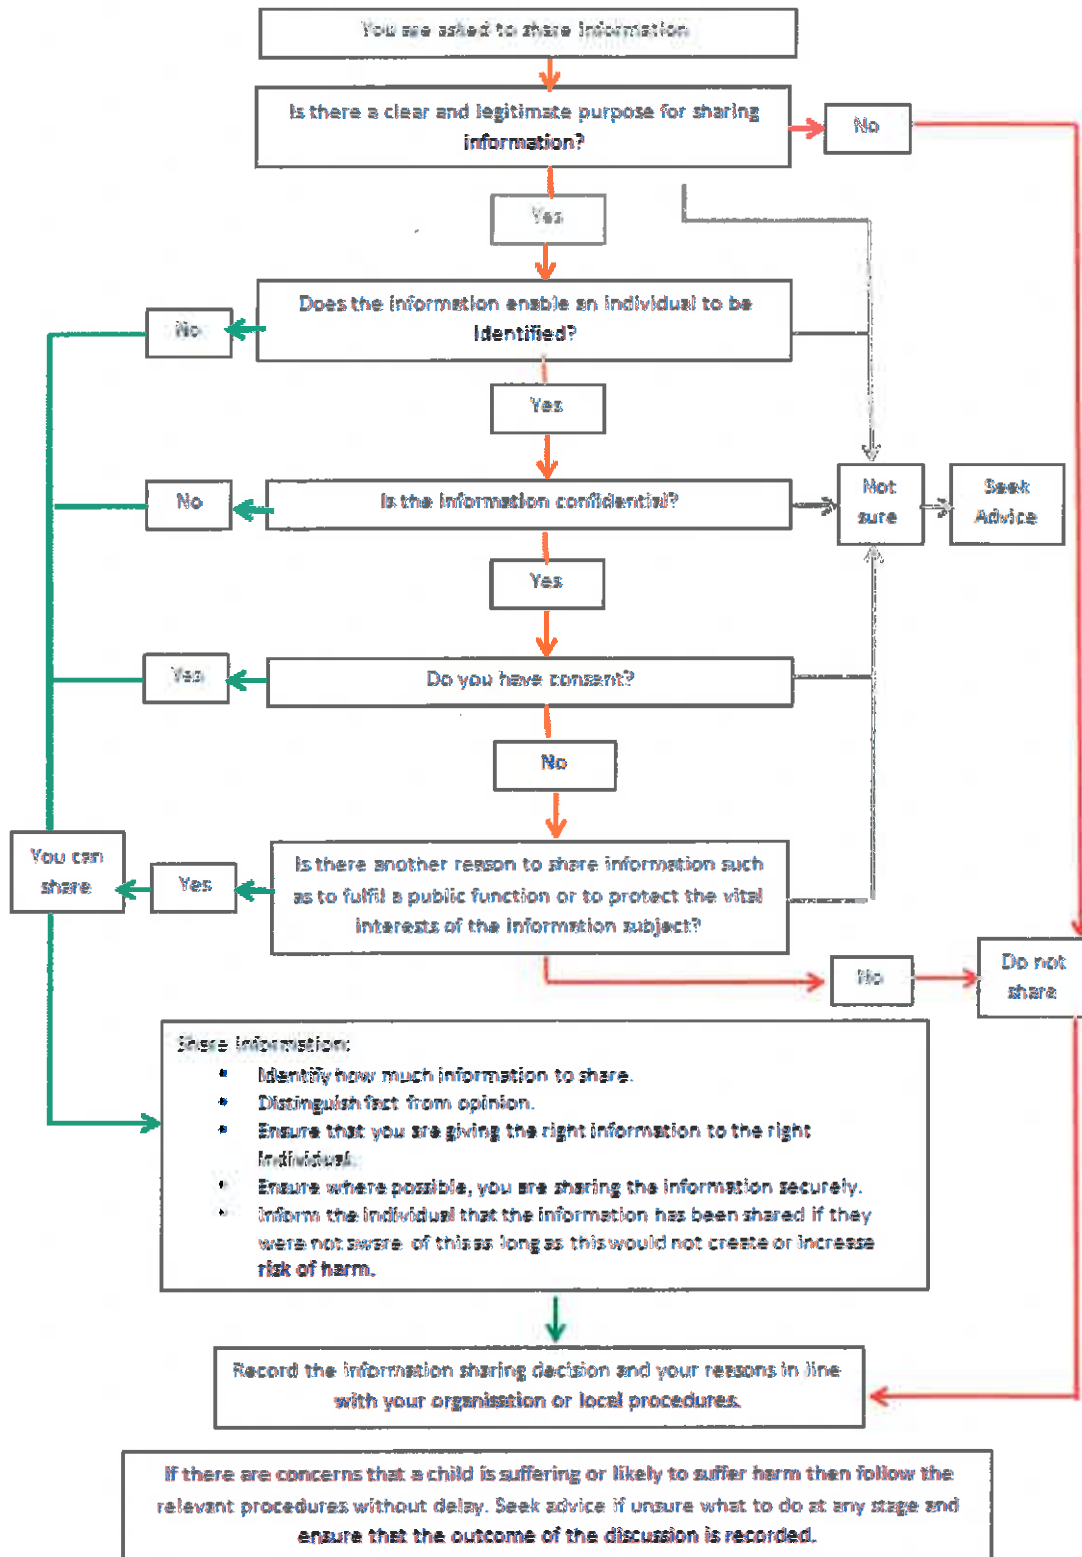 You are asked to share information
Is there a clear and legitimate purpose for sharing
information?
No
Yes
Does the information enable an individual to be
identified?
No
Yes
Is the information confidential?
No
Not
sure
Seek
Advice
Yes
Do you have consent?
Yes
No
You can
share
Yes
Is there another reason to share information such
as to fulfil a public function or to protect the vital
interests of the information subject?
No
Do not
share
Share information:
• Identify how much information to share.
• Distinguish fact from opinion.
• Ensure that you are giving the right information to the right
individual.
• Ensure where possible, you are sharing the information securely.
• Inform the individual that the information has been shared if they
were not aware of this as long as this would not create or increase
risk of harm.
Record the information sharing decision and your reasons in line
with your organisation or local procedures.
If there are concerns that a child is suffering or likely to suffer harm then follow the
relevant procedures without delay. Seek advice if unsure what to do at any stage and
ensure that the outcome of the discussion is recorded.